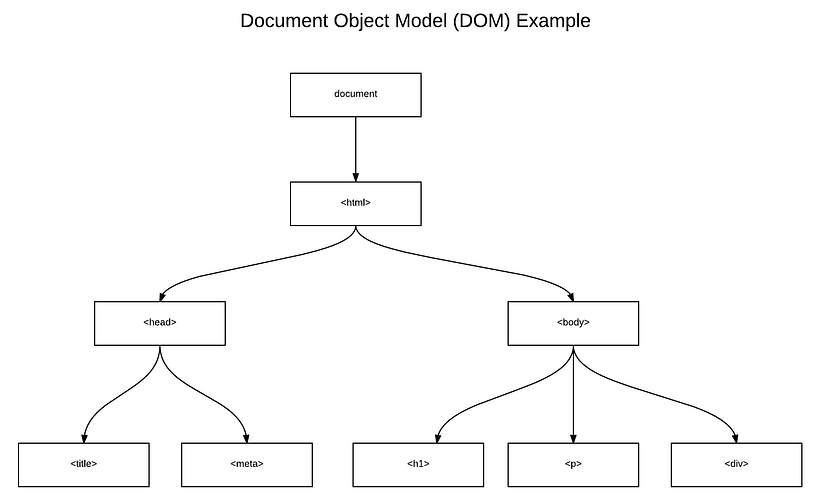 Document Object Model (DOM) Example
document
<html>
<head>
<body>
<title>
<meta>
<h1>
<p>
<div>